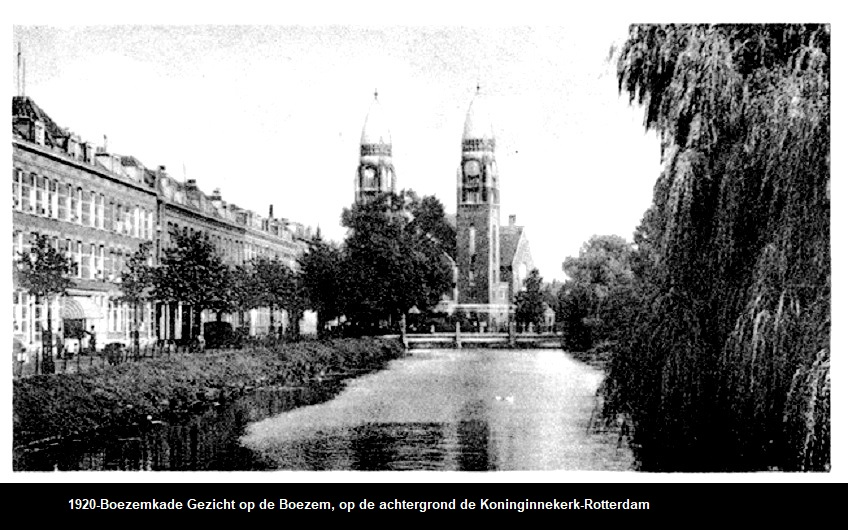 1920-Boezemkade Gezicht op de Boezem, op de achtergrond de Koninginnekerk-Rotterdam